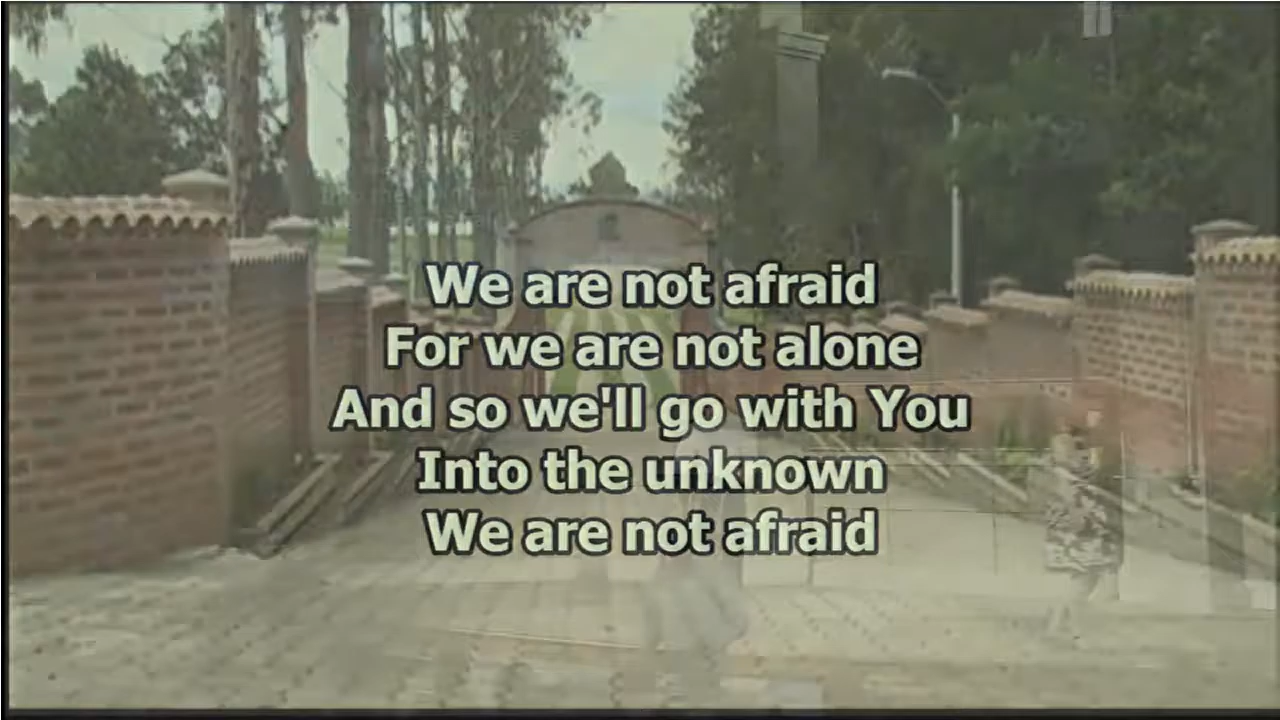 We are not afraid
For we are not alone
And so we'll go with You
Into the unknown
We are not afraid